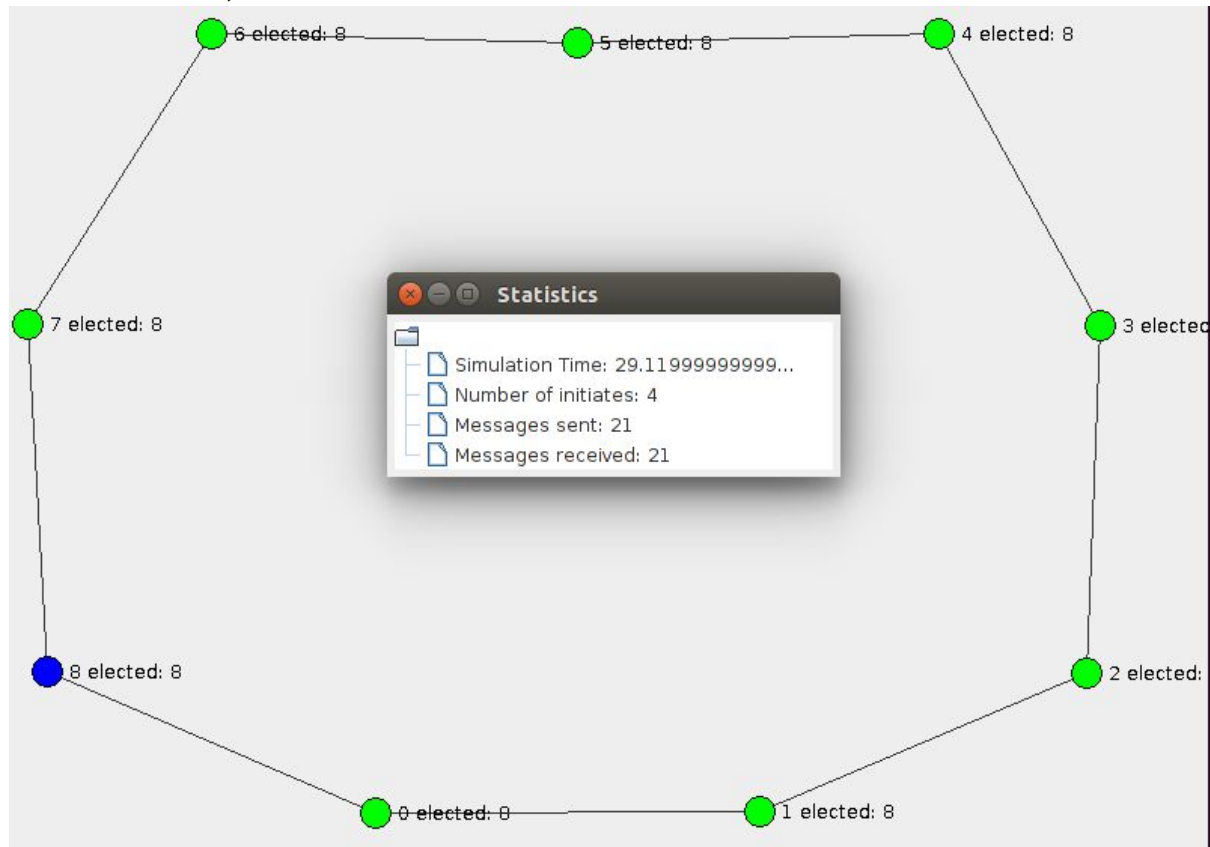 6 elected: 8
5 elected: 8
4 elected: 8
Statistics
7 elected: 8
3 elected
Simulation Time: 29.11999999999...
Number of initiates: 4
Messages sent: 21
Messages received: 21
8 elected: 8
2 elected:
0 elected: 8
1 elected: 8